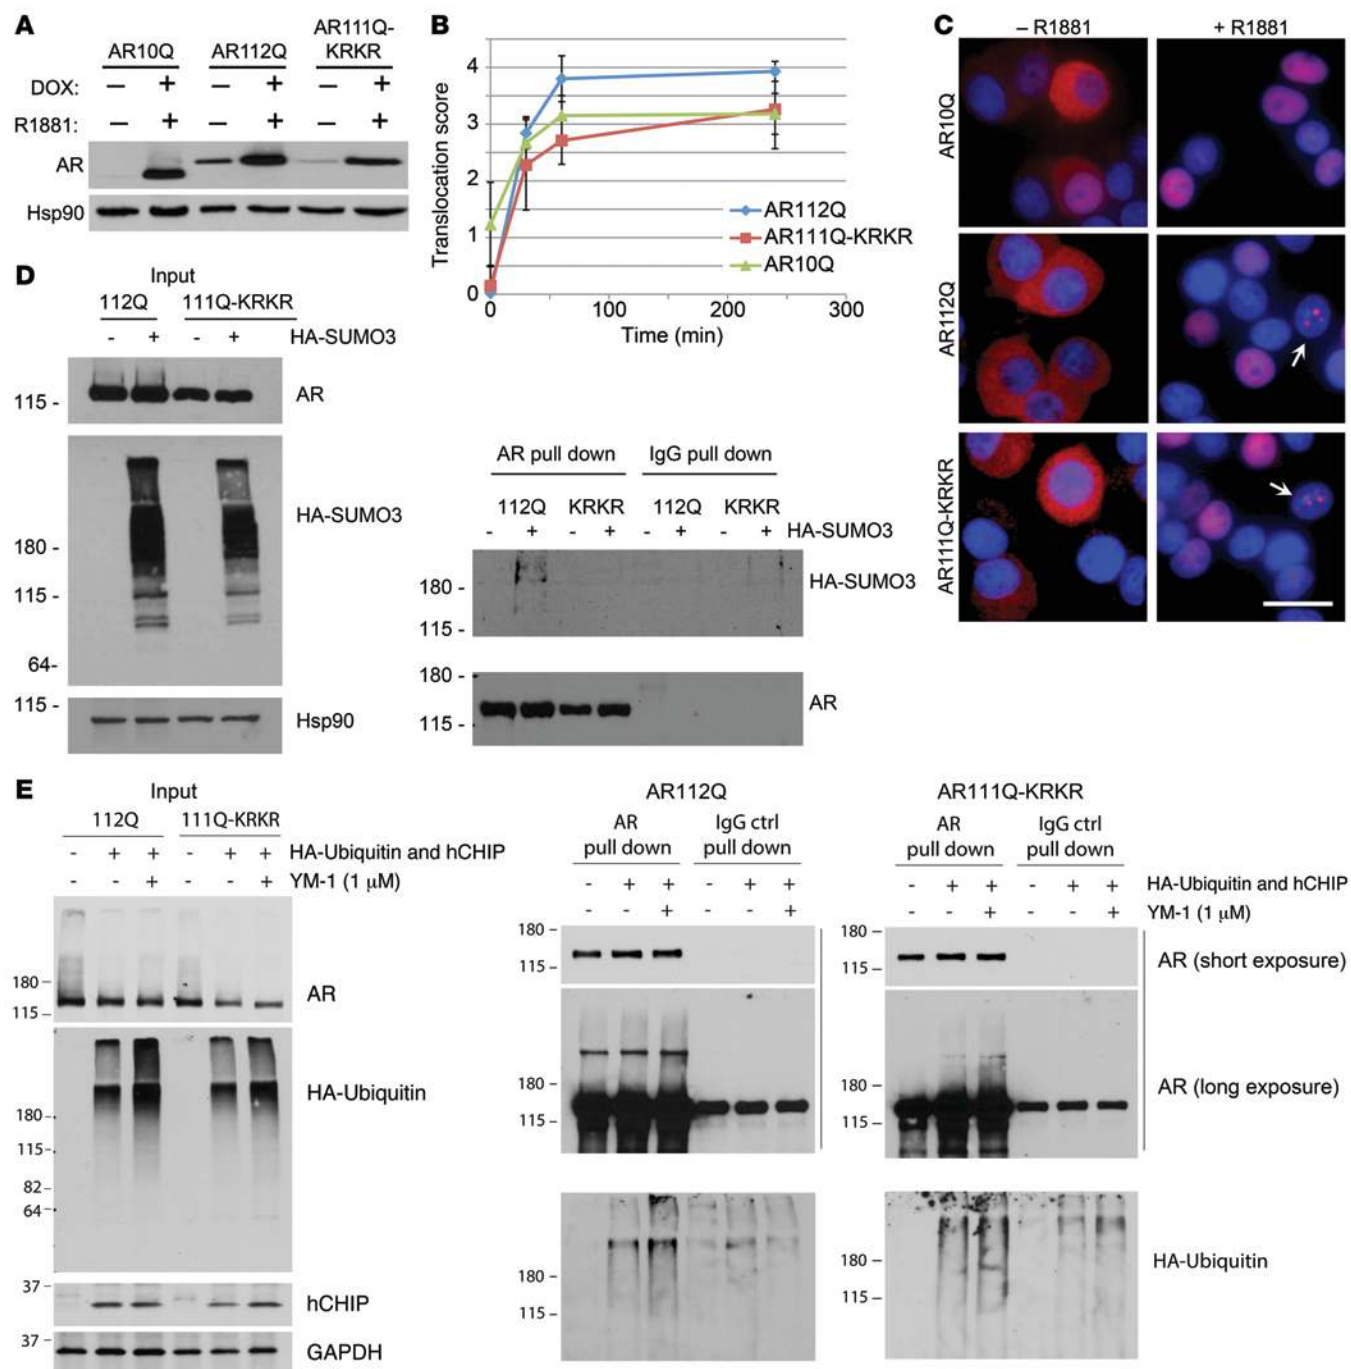 A
AR10Q AR112Q AR111Q-
KRKR
DOX: – + – + – +
R1881: – + – + – +
AR
Hsp90
B
Translocation score
4
3
2
1
0
0 100 200 300
Time (min)
AR112Q
AR111Q-KRKR
AR10Q
C
– R1881 + R1881
AR10Q
AR112Q
AR111Q-KRKR
D
Input
112Q 111Q-KRKR
- + - + HA-SUMO3
115 - AR
HA-SUMO3
180 -
115 -
64-
115 -
Hsp90
AR pull down IgG pull down
112Q KRKR 112Q KRKR
- + - + - + - + HA-SUMO3
HA-SUMO3
180 -
115 -
180 -
AR
115 -
E
Input
112Q 111Q-KRKR
- + + - + + HA-Ubiquitin and hCHIP
- - + - - + YM-1 (1 µM)
AR
180
115
HA-Ubiquitin
180
115
82
64
37
hCHIP
37
GAPDH
AR112Q
AR
pull down
IgG ctrl
pull down
- + + - + +
- - + - - +
180
115
180
115
180
115
AR111Q-KRKR
AR
pull down
IgG ctrl
pull down
- + + - + + HA-Ubiquitin and hCHIP
- - + - - + YM-1 (1 µM)
180
115
AR (short exposure)
180
AR (long exposure)
115
180
HA-Ubiquitin
115